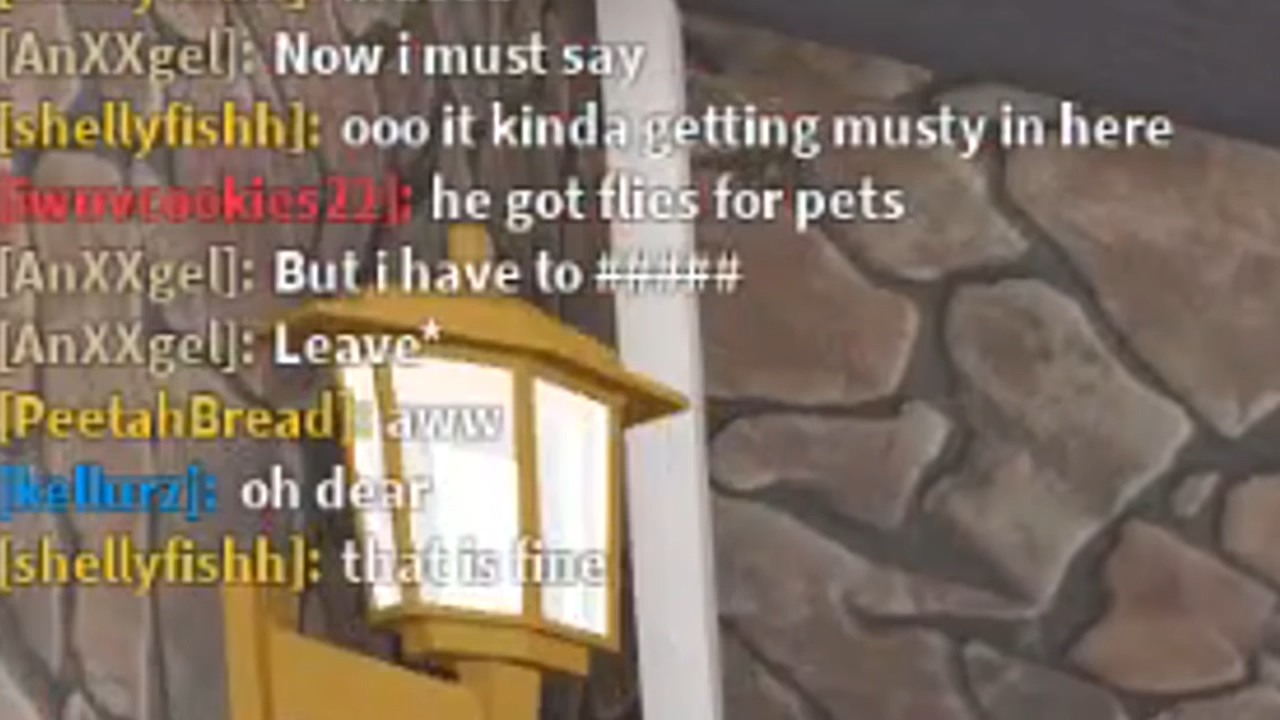 [AnXXgel]: Now i must say
[shellyfishh]: ooo it kinda getting musty in here
[iwuvcookies22]: he got flies for pets
[AnXXgel]: But i have to #####
[AnXXgel]: Leave*
[PeetahBread]: aww
[kellurz]: oh dear
[shellyfishh]: that is fine